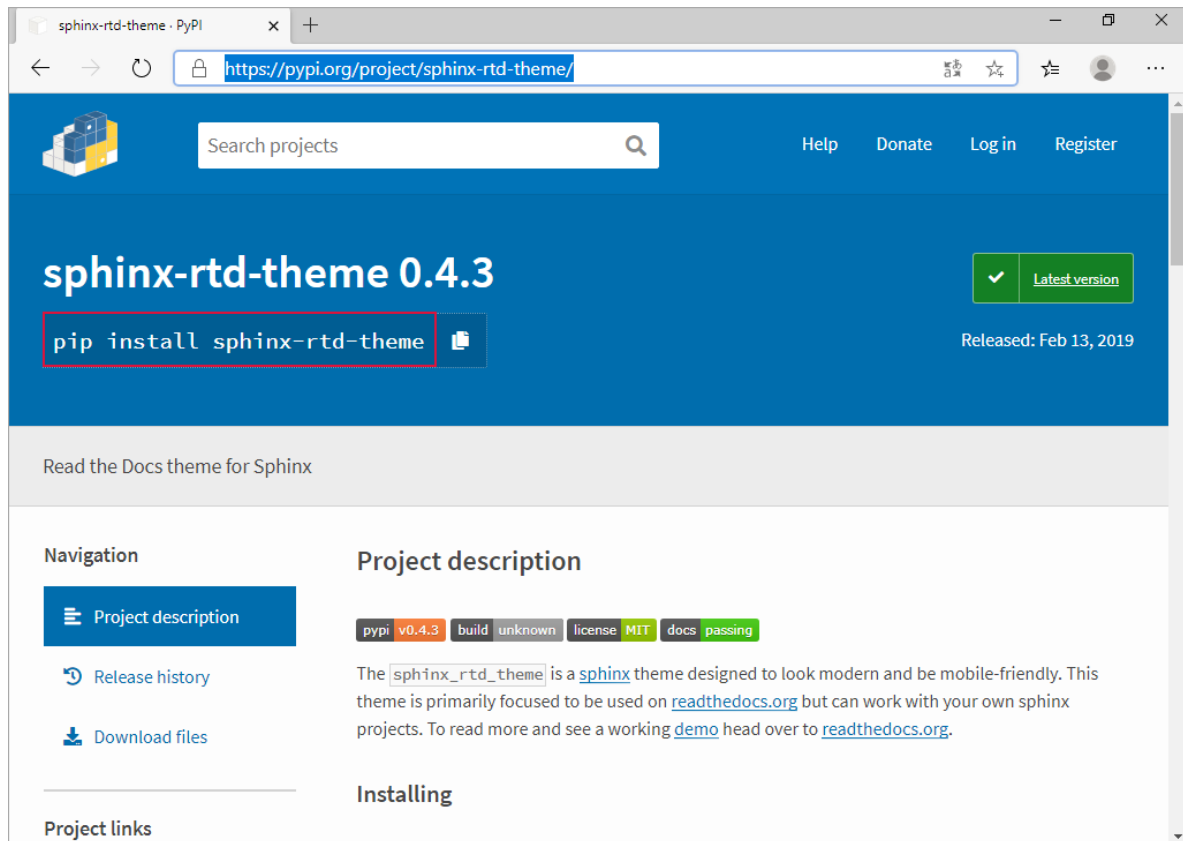 sphinx-rtd-theme · PyPI
https://pypi.org/project/sphinx-rtd-theme/
Search projects
Help Donate Log in Register
sphinx-rtd-theme 0.4.3
Latest version
pip install sphinx-rtd-theme
Released: Feb 13, 2019
Read the Docs theme for Sphinx
Navigation
Project description
Release history
Download files
Project links
Project description
pypi v0.4.3 build unknown license MIT docs passing
The sphinx_rtd_theme is a sphinx theme designed to look modern and be mobile-friendly. This
theme is primarily focused to be used on readthedocs.org but can work with your own sphinx
projects. To read more and see a working demo head over to readthedocs.org.
Installing